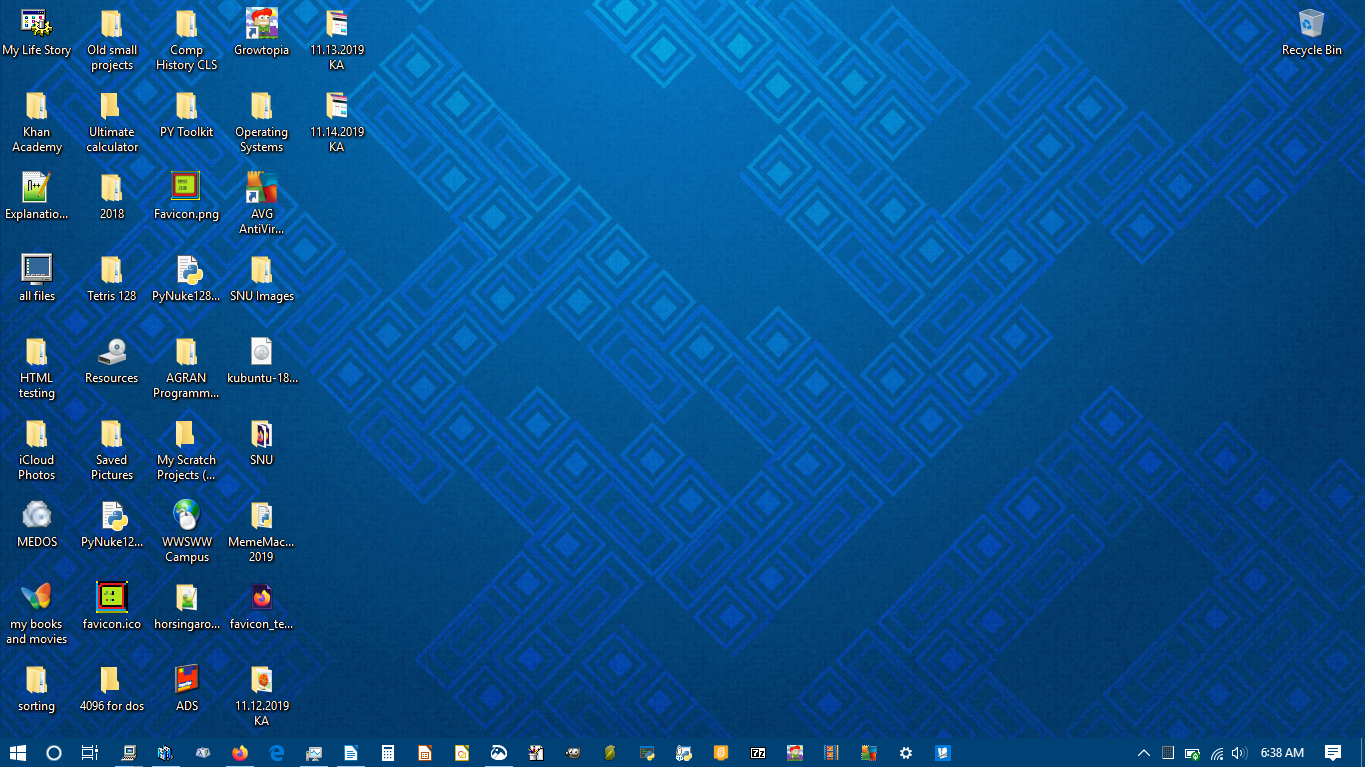 My Life Story
Old small
projects
Comp
History CLS
Growtopia
11.13.2019
KA
Recycle Bin
Khan
Academy
Ultimate
calculator
PY Toolkit
Operating
Systems
11.14.2019
KA
Explanatio...
2018
Favicon.png
AVG
AntiVir...
all files
Tetris 128
PyNuke128...
SNU Images
HTML
testing
Resources
AGRAN
Programm...
kubuntu-18...
iCloud
Photos
Saved
Pictures
My Scratch
Projects (...
SNU
MEDOS
PyNuke12...
WWSWW
Campus
MemeMac...
2019
my books
and movies
favicon.ico
horsingaro...
favicon_te...
sorting
4096 for dos
ADS
11.12.2019
KA
7z
6:38 AM